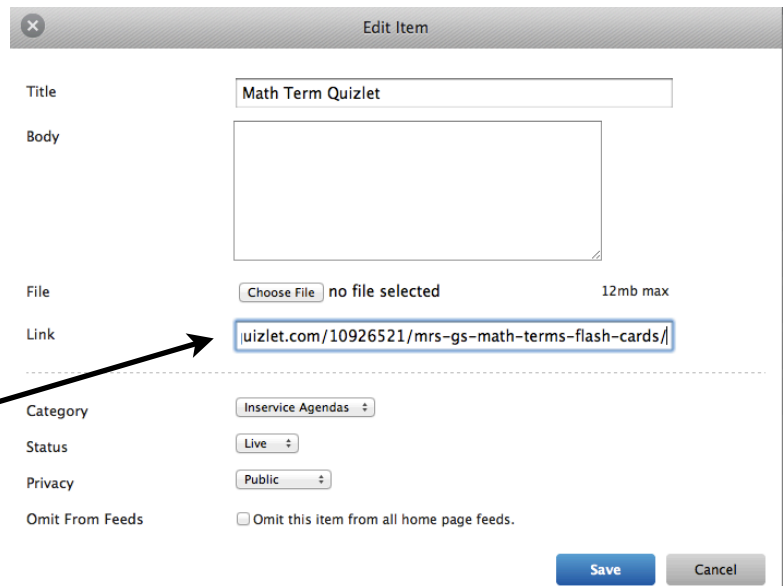 Edit Item
Title Math Term Quizlet
Body
File Choose File no file selected 12mb max
Link uizlet.com/10926521/mrs-gs-math-terms-flash-cards/
Category Inservice Agendas
Status Live
Privacy Public
Omit From Feeds Omit this item from all home page feeds.
Save Cancel